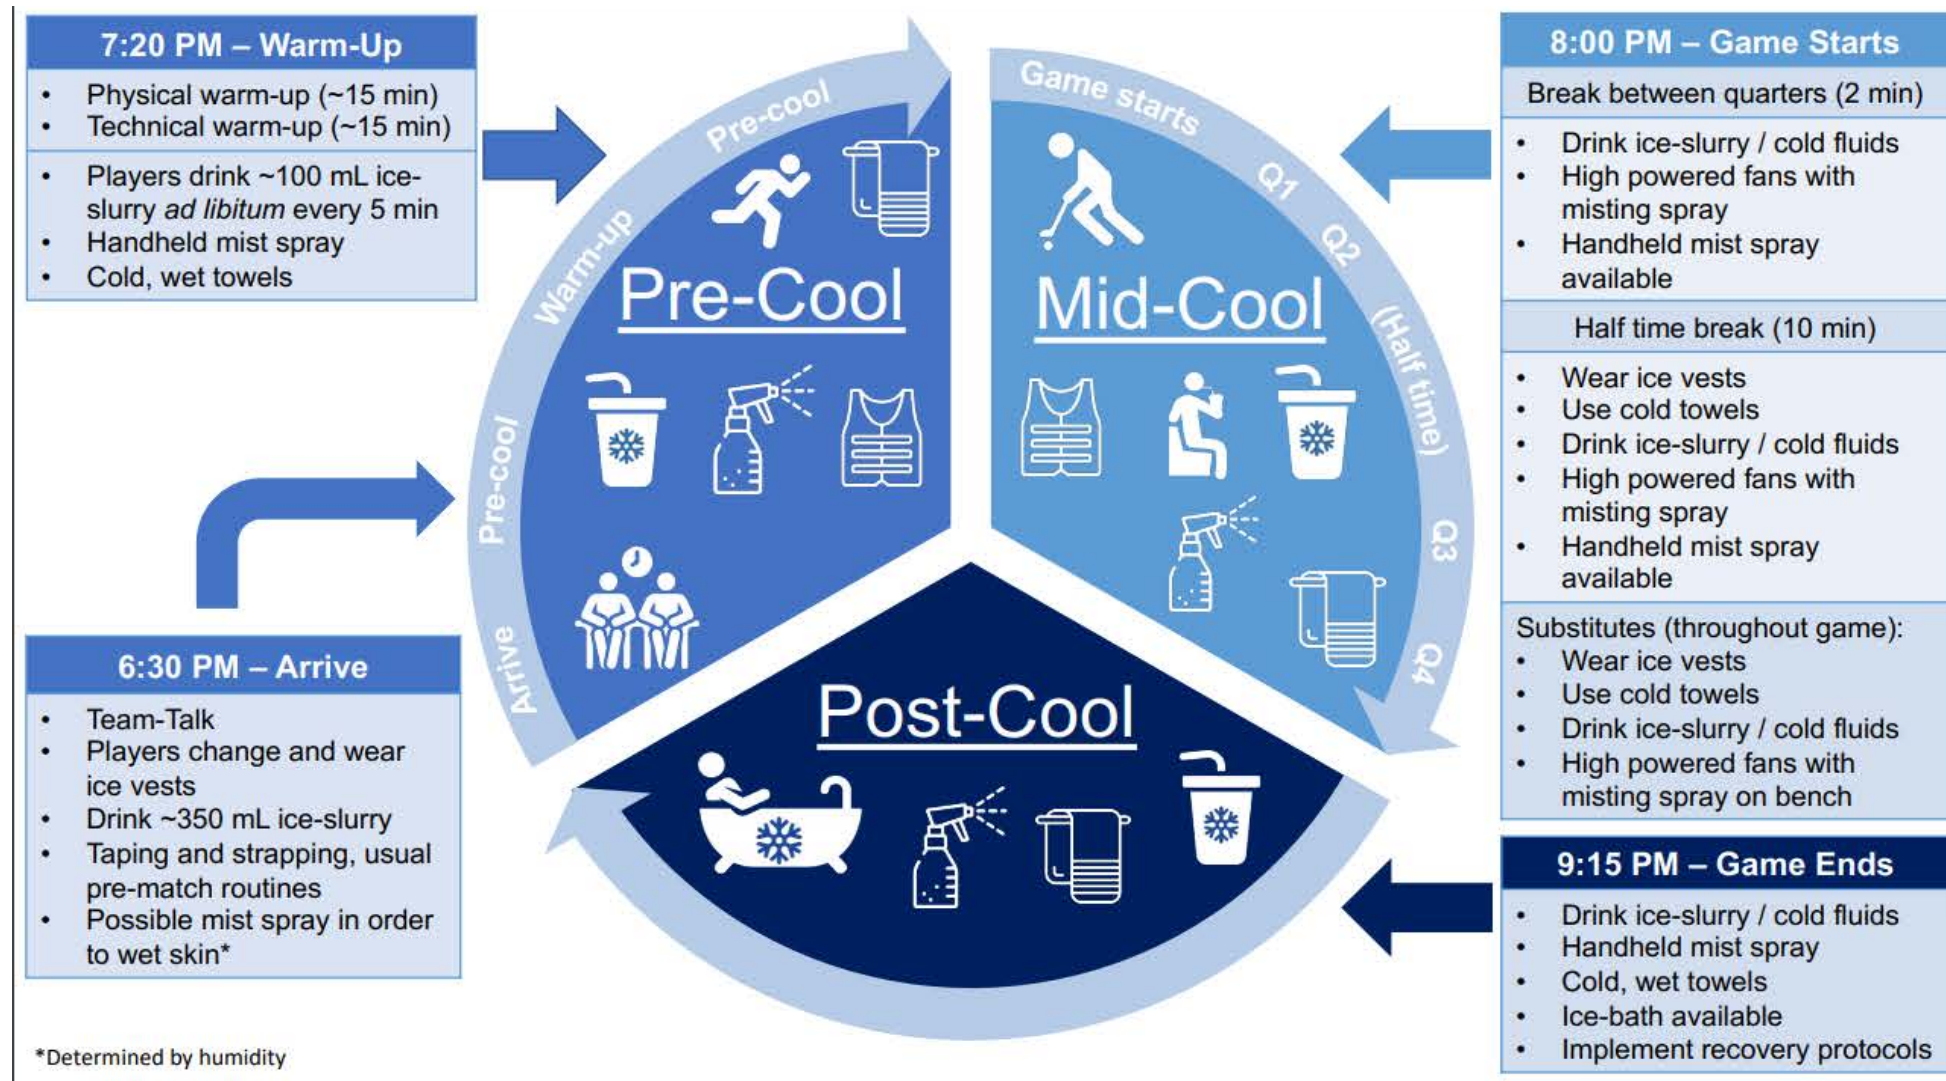 7:20 PM – Warm-Up
• Physical warm-up (~15 min)
• Technical warm-up (~15 min)
• Players drink ~100 mL ice-
slurry ad libitum every 5 min
• Handheld mist spray
• Cold, wet towels
6:30 PM – Arrive
• Team-Talk
• Players change and wear
ice vests
• Drink ~350 mL ice-slurry
• Taping and strapping, usual
pre-match routines
• Possible mist spray in order
to wet skin*
*Determined by humidity
Arrive
Pre-cool
Warm-up
Pre-cool
Pre-Cool
Game starts
Q1
Q2
(Half time)
Q3
Q4
Mid-Cool
Post-Cool
8:00 PM – Game Starts
Break between quarters (2 min)
• Drink ice-slurry / cold fluids
• High powered fans with
misting spray
• Handheld mist spray
available
Half time break (10 min)
• Wear ice vests
• Use cold towels
• Drink ice-slurry / cold fluids
• High powered fans with
misting spray
• Handheld mist spray
available
Substitutes (throughout game):
• Wear ice vests
• Use cold towels
• Drink ice-slurry / cold fluids
• High powered fans with
misting spray on bench
9:15 PM – Game Ends
• Drink ice-slurry / cold fluids
• Handheld mist spray
• Cold, wet towels
• Ice-bath available
• Implement recovery protocols